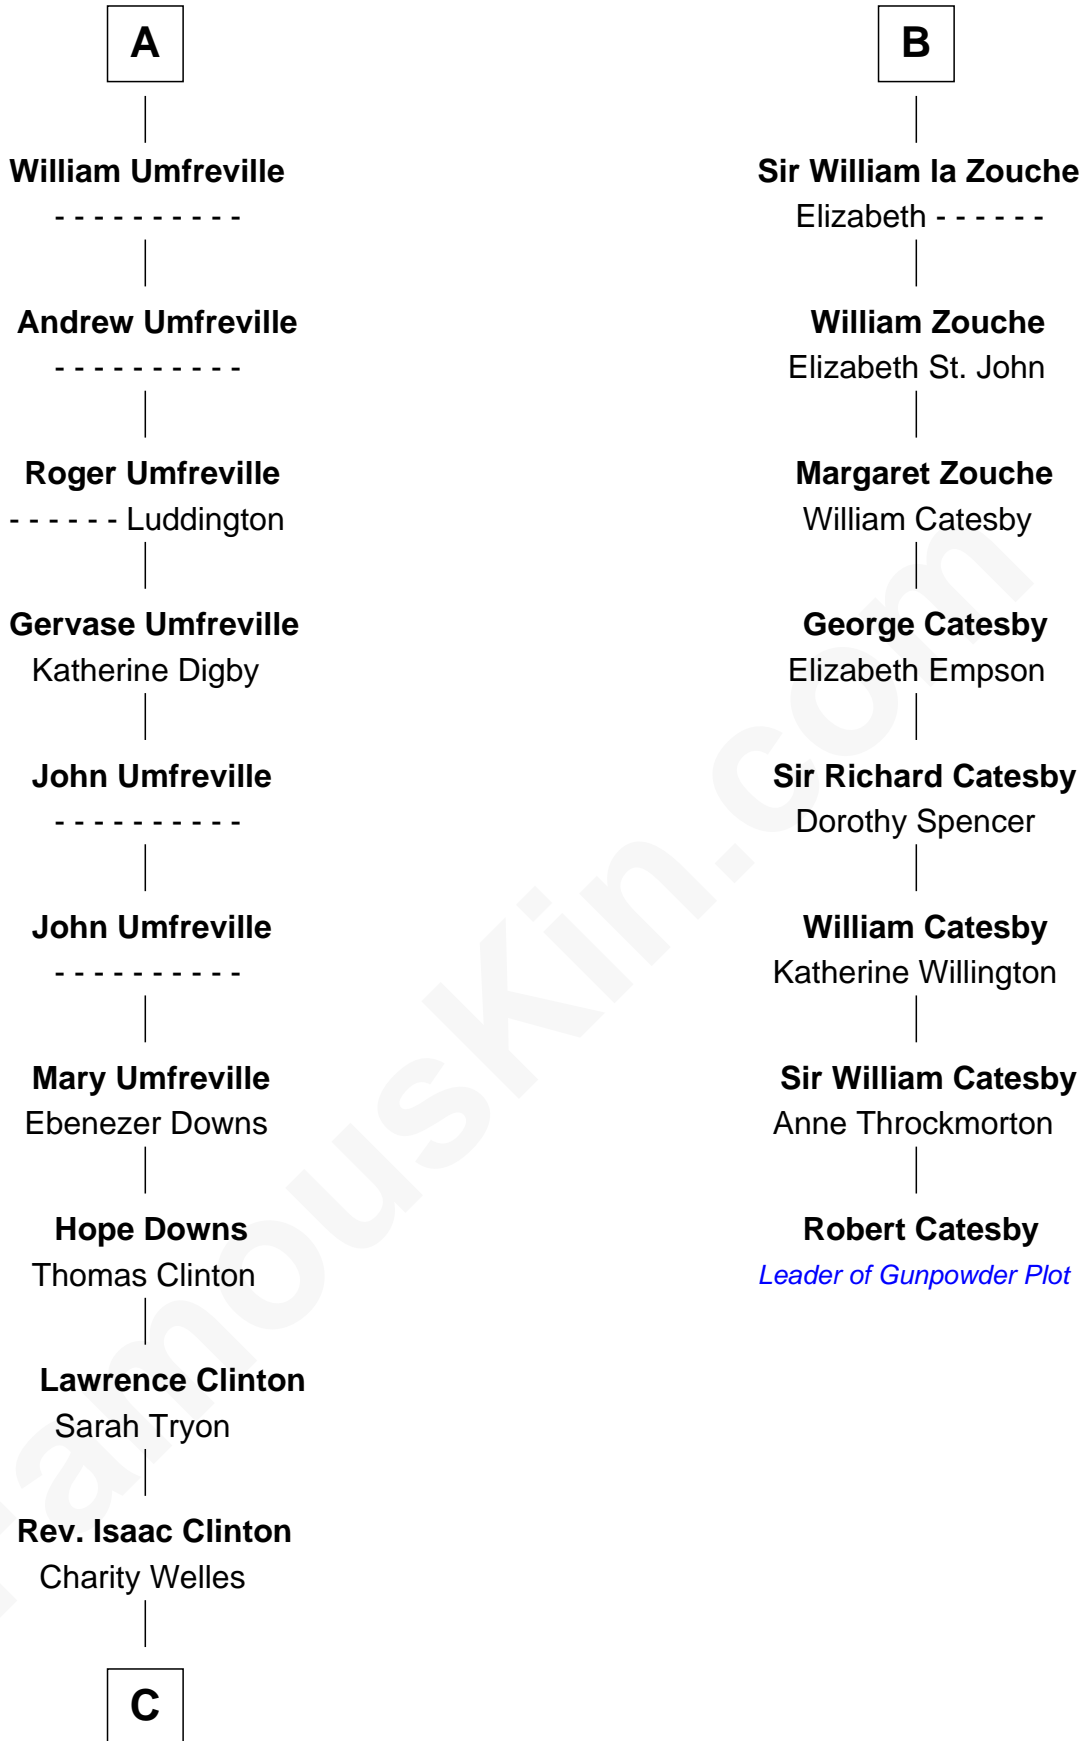 A
William Umfreville
- - - - - - - - - -
Andrew Umfreville
- - - - - - - - - -
Roger Umfreville
- - - - - - Luddington
Gervase Umfreville
Katherine Digby
John Umfreville
- - - - - - - - - -
John Umfreville
- - - - - - - - - -
Mary Umfreville
Ebenezer Downs
Hope Downs
Thomas Clinton
Lawrence Clinton
Sarah Tryon
Rev. Isaac Clinton
Charity Welles
C
B
Sir William la Zouche
Elizabeth - - - - - -
William Zouche
Elizabeth St. John
Margaret Zouche
William Catesby
George Catesby
Elizabeth Empson
Sir Richard Catesby
Dorothy Spencer
William Catesby
Katherine Willington
Sir William Catesby
Anne Throckmorton
Robert Catesby
Leader of Gunpowder Plot
FamousKin.com